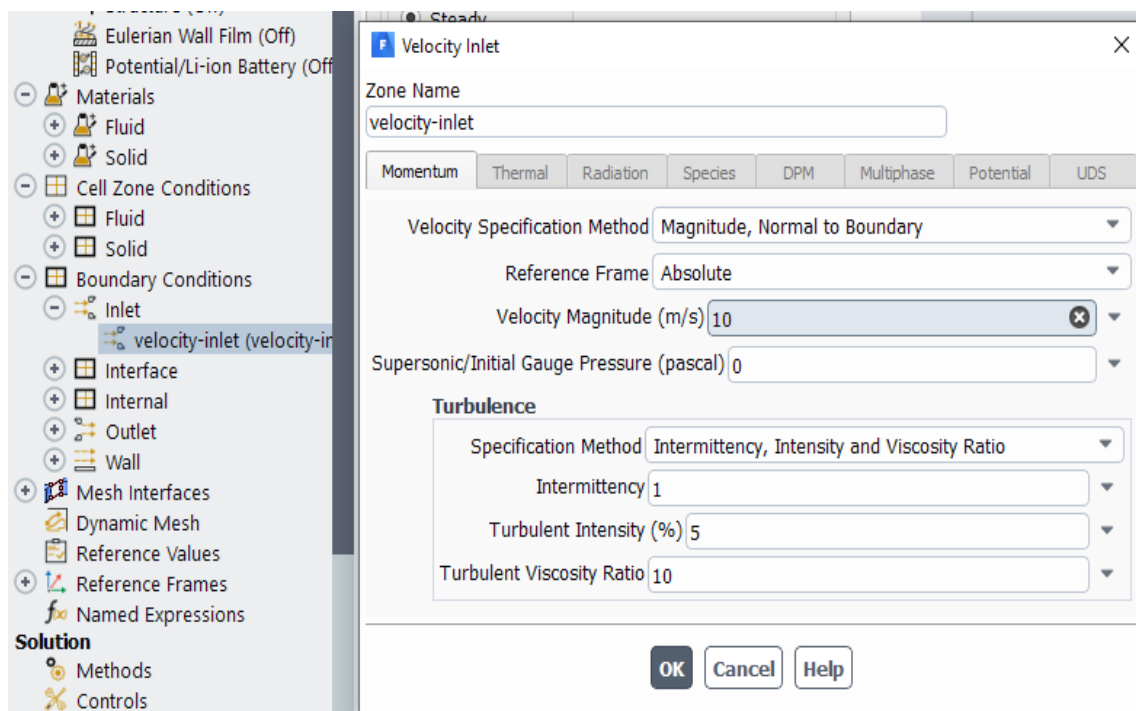 Steady
Eulerian Wall Film (Off)
Potential/Li-ion Battery (Off
Materials
Fluid
Solid
Cell Zone Conditions
Fluid
Solid
Boundary Conditions
Inlet
velocity-inlet (velocity-in
Interface
Internal
Outlet
Wall
Mesh Interfaces
Dynamic Mesh
Reference Values
Reference Frames
Named Expressions
Solution
Methods
Controls
F Velocity Inlet
Zone Name
velocity-inlet
Momentum Thermal Radiation Species DPM Multiphase Potential UDS
Velocity Specification Method Magnitude, Normal to Boundary
Reference Frame Absolute
Velocity Magnitude (m/s) 10
Supersonic/Initial Gauge Pressure (pascal) 0
Turbulence
Specification Method Intermittency, Intensity and Viscosity Ratio
Intermittency 1
Turbulent Intensity (%) 5
Turbulent Viscosity Ratio 10
OK Cancel Help